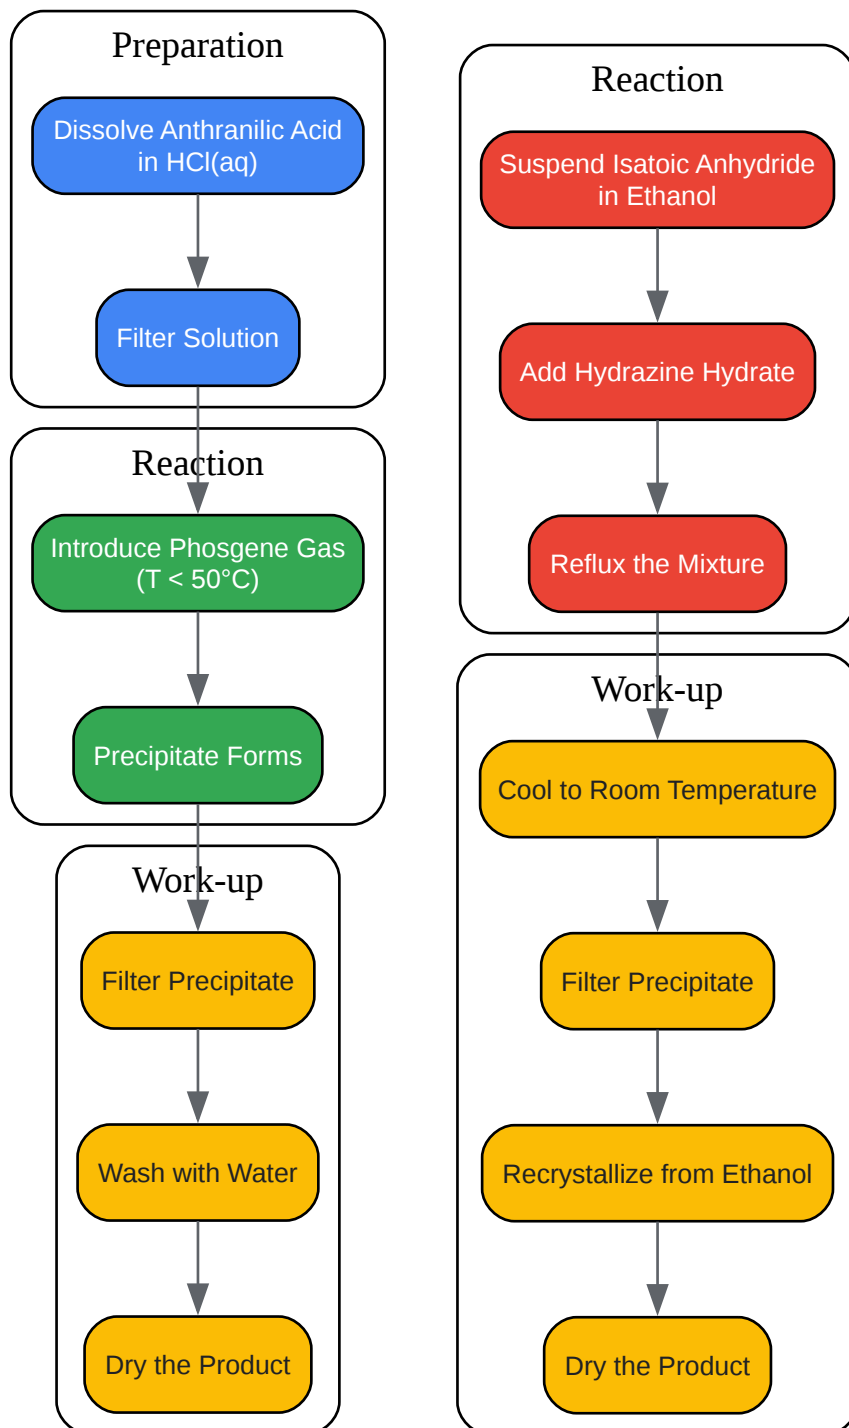 Preparation
Dissolve Anthranilic Acid
in HCl(aq)
Filter Solution
Reaction
Introduce Phosgene Gas
(T < 50°C)
Precipitate Forms
Work-up
Filter Precipitate
Wash with Water
Dry the Product
Reaction
Suspend Isatoic Anhydride
in Ethanol
Add Hydrazine Hydrate
Reflux the Mixture
Work-up
Cool to Room Temperature
Filter Precipitate
Recrystallize from Ethanol
Dry the Product